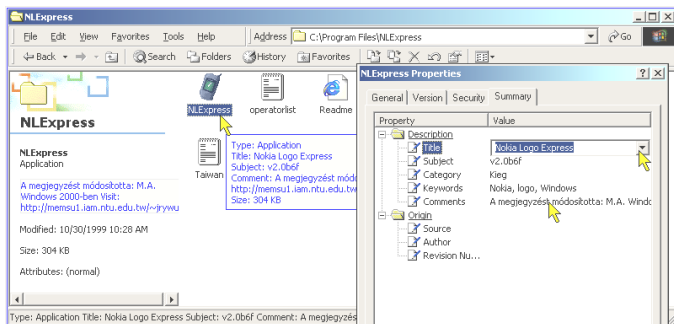 NLExpress
File Edit View Favorites Tools Help
Address C:\Program Files\NLExpress
Go
Back
Search Folders History Favorites
NLExpress
NLExpress
Application
A megjegyzést módosította: M.A.
Windows 2000-ben Visit:
http://memsu1.iam.ntu.edu.tw/~jrywu
Modified: 10/30/1999 10:28 AM
Size: 304 KB
Attributes: (normal)
NLExpress operatorlist Readme
Taiwan
Type: Application
Title: Nokia Logo Express
Subject: v2.0b6f
Comment: A megjegyzést módo
http://memsu1.iam.ntu.edu.tw
Size: 304 KB
Type: Application Title: Nokia Logo Express Subject: v2.0b6f Comment: A megjegyzés
NLExpress Properties
General Version Security Summary
Property Value
Description
Title Nokia Logo Express
Subject v2.0b6f
Category Kieg
Keywords Nokia, logo, Windows
Comments A megjegyzést módosította: M.A. Windo
Origin
Source
Author
Revision Nu...